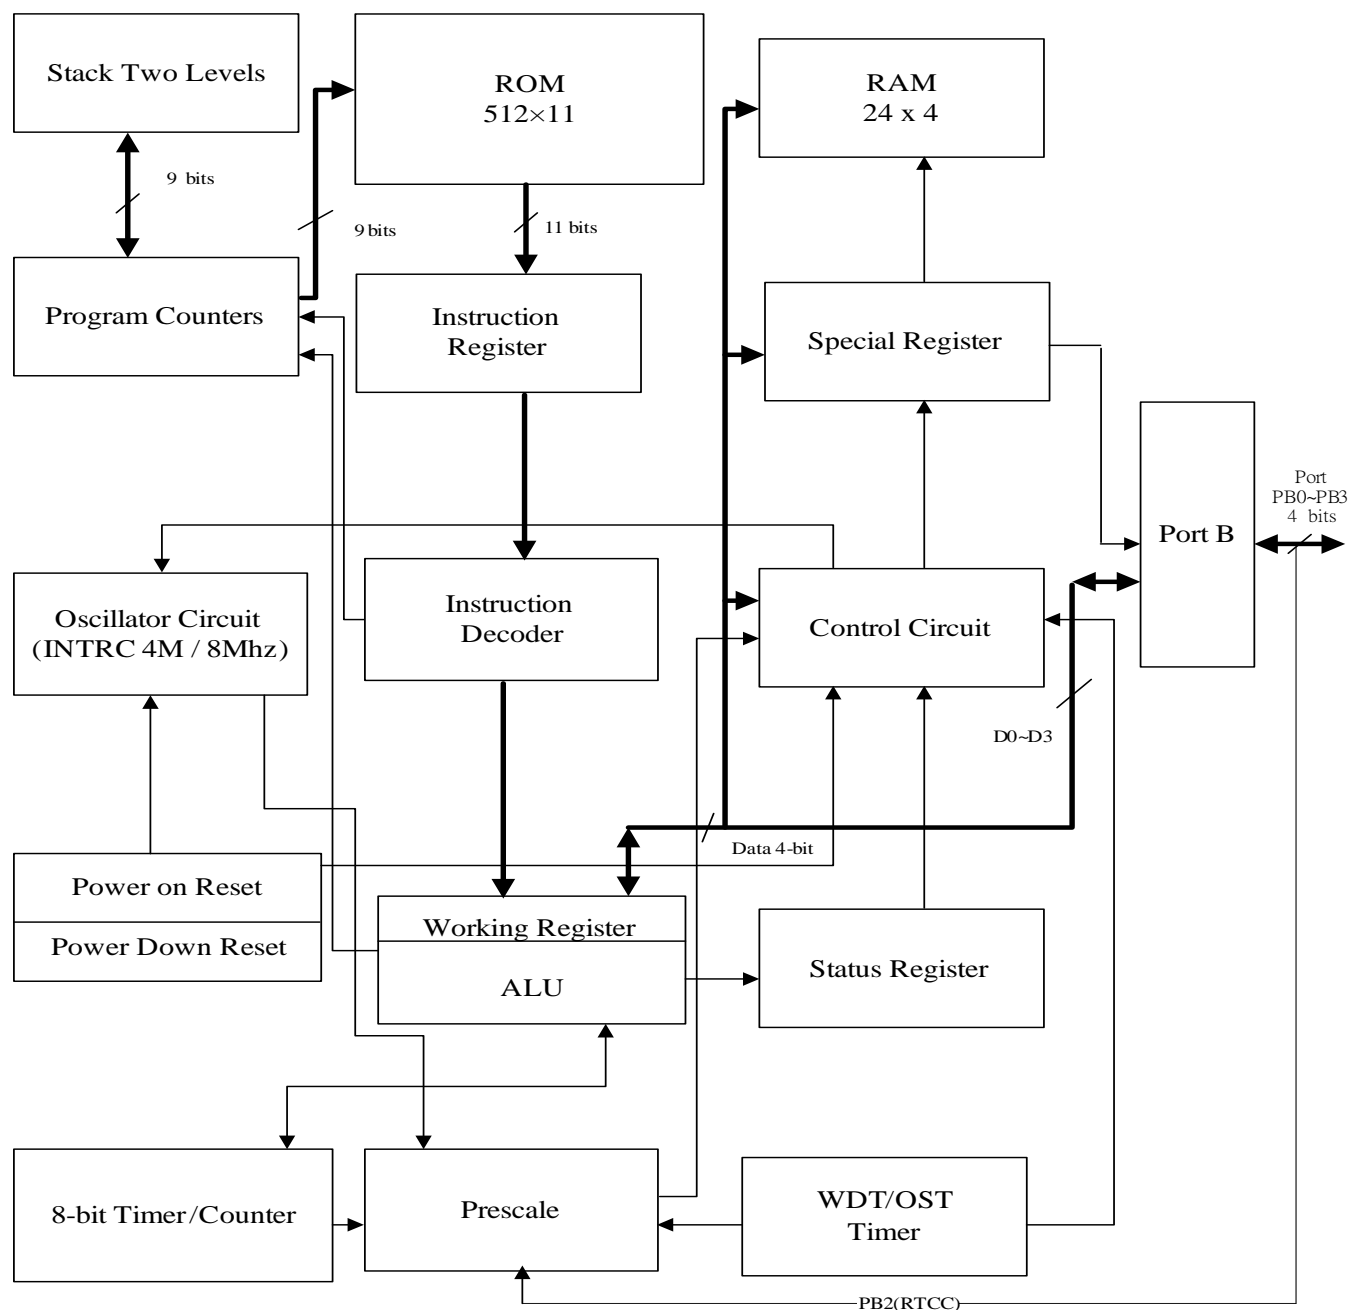 Stack Two Levels
ROM
512×11
RAM
24 x 4
9 bits
9 bits
11 bits
Program Counters
Instruction
Register
Special Register
Port
PB0~PB3
4 bits
Port B
Oscillator Circuit
(INTRC 4M / 8Mhz)
Instruction
Decoder
Control Circuit
D0~D3
Data 4-bit
Power on Reset
Power Down Reset
Working Register
ALU
Status Register
8-bit Timer/Counter
Prescale
WDT/OST
Timer
PB2(RTCC)